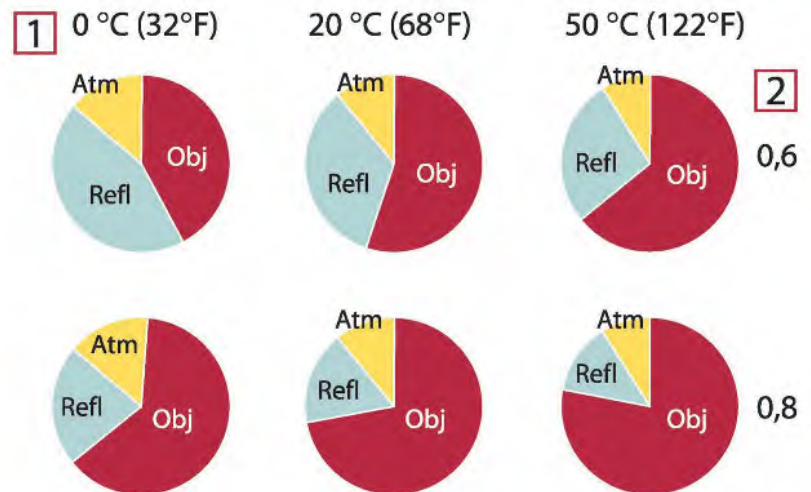 1 0 °C (32°F) 20 °C (68°F) 50 °C (122°F)
2
Atm Obj Refl
Atm Obj Refl
Atm Obj Refl
0,6
Atm Obj Refl
Atm Obj Refl
Atm Obj Refl
0,8